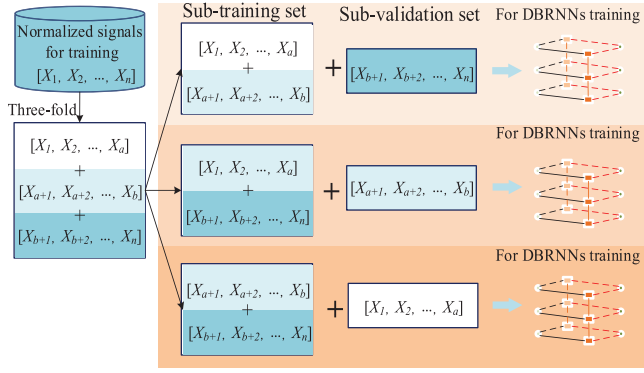 Normalized signals
for training
[X1, X2, ..., Xn]
Three-fold
[X1, X2, ..., Xa]
+
[Xa+1, Xa+2, ..., Xb]
+
[Xb+1, Xb+2, ..., Xn]
Sub-training set
Sub-validation set
For DBRNNs training
[X1, X2, ..., Xa]
+
[Xa+1, Xa+2, ..., Xb]
+
[Xb+1, Xb+2, ..., Xn]
For DBRNNs training
[X1, X2, ..., Xa]
+
[Xb+1, Xb+2, ..., Xn]
+
[Xa+1, Xa+2, ..., Xb]
For DBRNNs training
[Xa+1, Xa+2, ..., Xb]
+
[Xb+1, Xb+2, ..., Xn]
+
[X1, X2, ..., Xa]